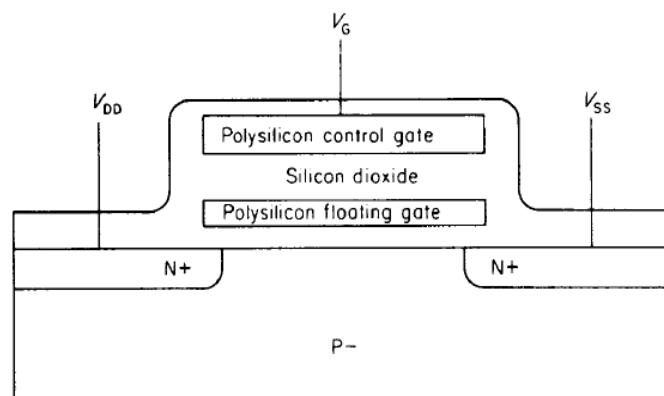 V_G
V_DD
V_SS
Polysilicon control gate
Silicon dioxide
Polysilicon floating gate
N+
N+
P−